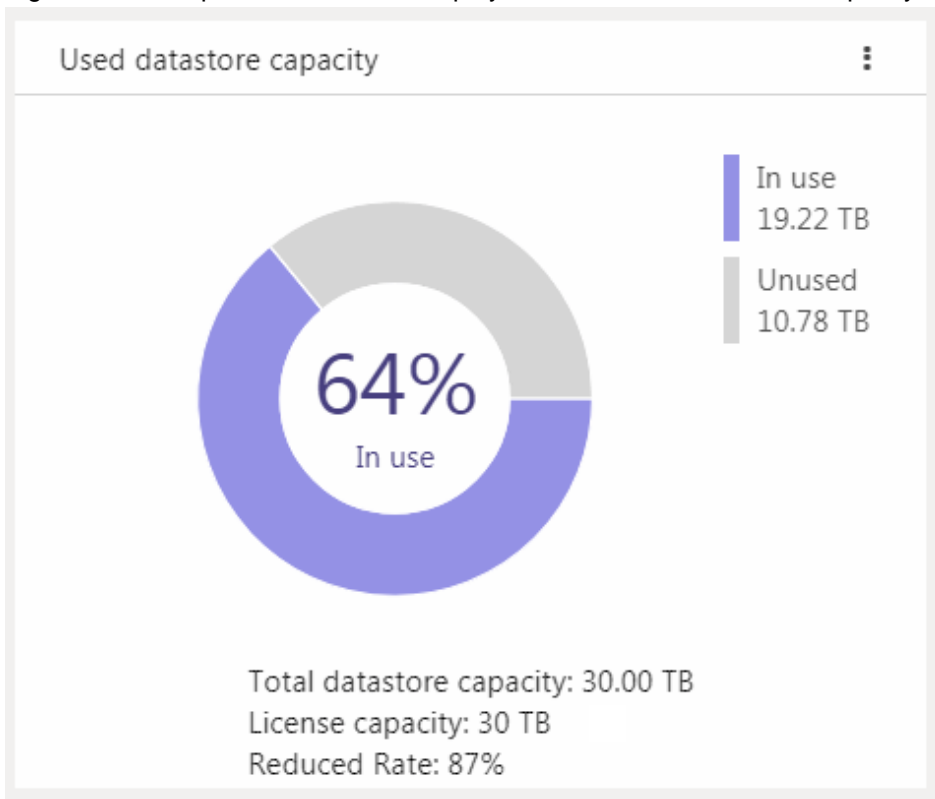 Used datastore capacity
In use
19.22 TB
Unused
10.78 TB
64%
In use
Total datastore capacity: 30.00 TB
License capacity: 30 TB
Reduced Rate: 87%